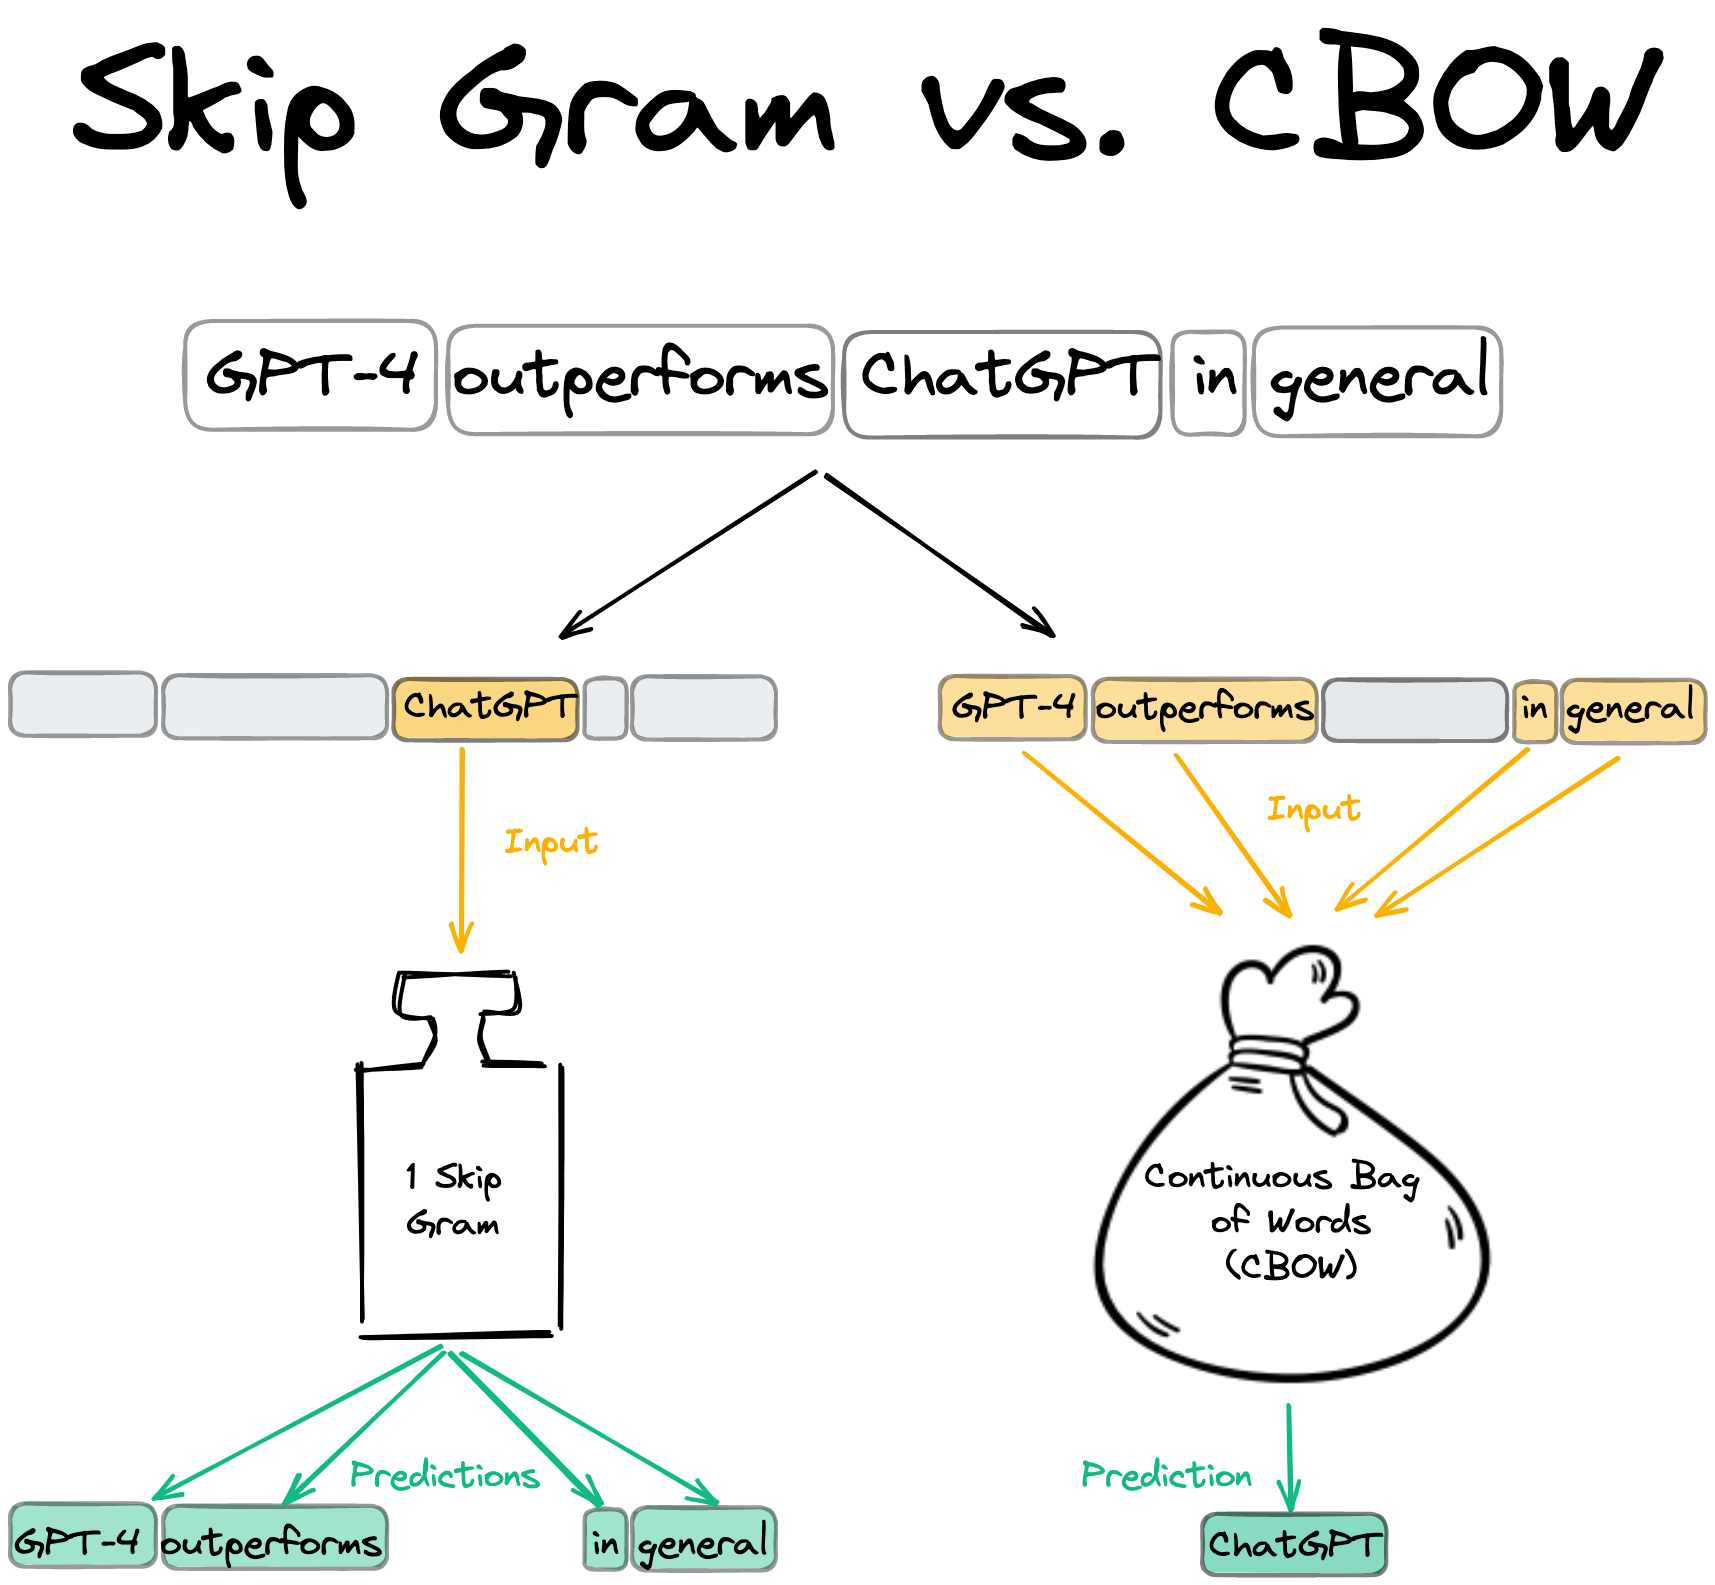 Skip Gram vs. CBOW
GPT-4 outperforms ChatGPT in general
ChatGPT
GPT-4 outperforms in general
Input
Input
1 Skip
Gram
Continuous Bag
of Words
(CBOW)
Predictions
GPT-4 outperforms in general
Prediction
ChatGPT